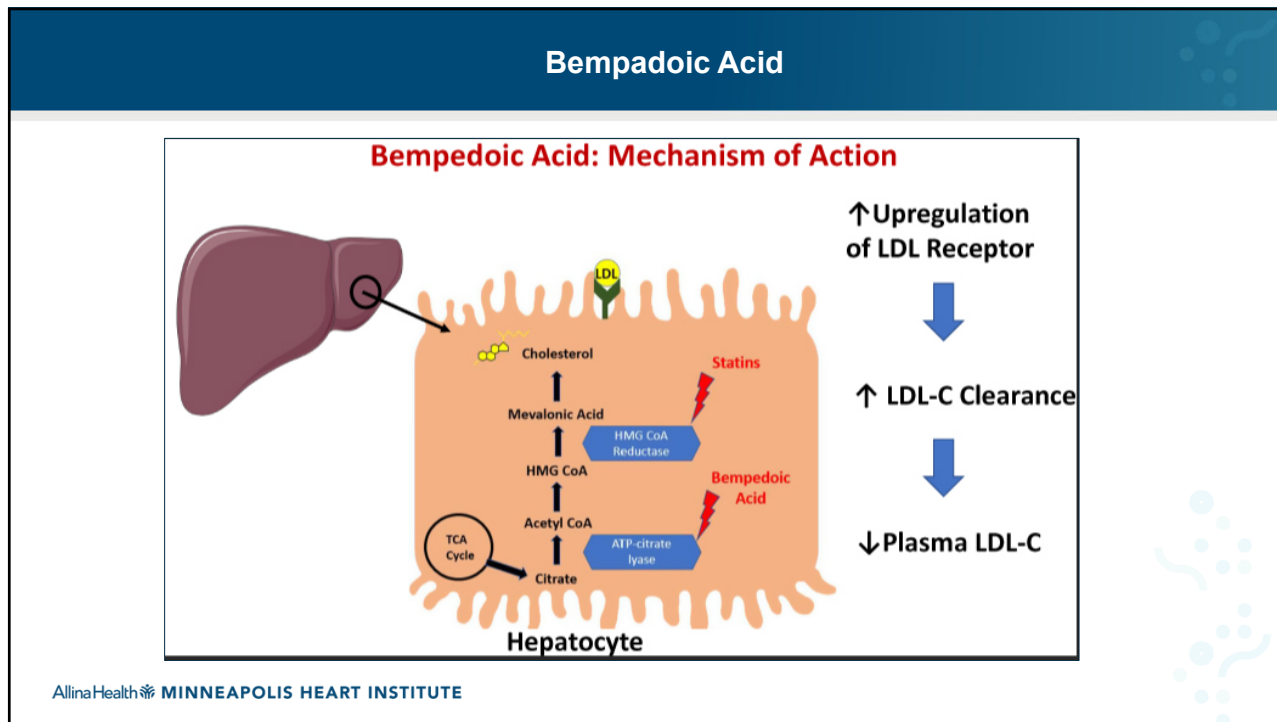 Bempadoic Acid
Bempedoic Acid: Mechanism of Action
↑Upregulation
of LDL Receptor
LDL
Cholesterol
Statins
↑ LDL-C Clearance
Mevalonic Acid
HMG CoA
Reductase
HMG CoA
Bempedoic
Acid
Acetyl CoA
TCA
Cycle
ATP-citrate
lyase
↓Plasma LDL-C
Citrate
Hepatocyte
AllinaHealth MINNEAPOLIS HEART INSTITUTE